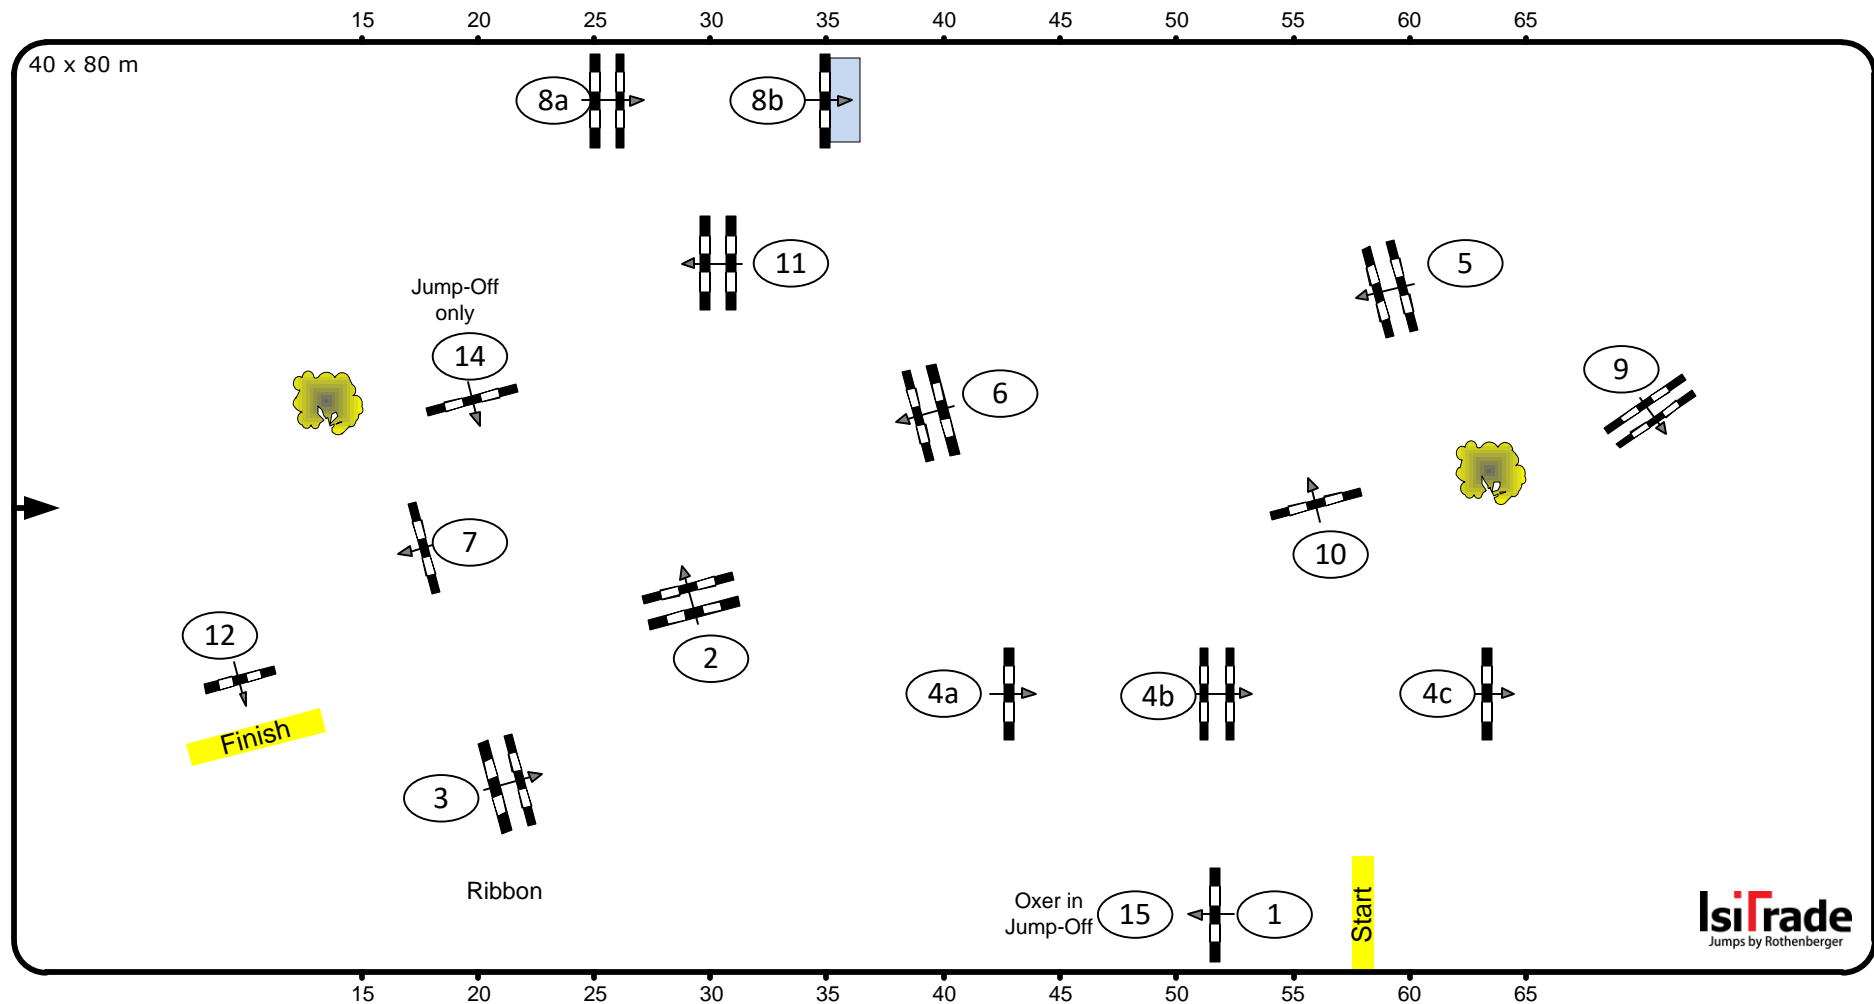 15 20 25 30 35 40 45 50 55 60 65
40 x 80 m
8a 8b
11
5
Jump-Off
only
14
9
6
7
10
12
2
4a 4b 4c
Finish
3
Ribbon
Oxer in
Jump-Off
15
1
Start
IsiTrade
Jumps by Rothenberger
15 20 25 30 35 40 45 50 55 60 65